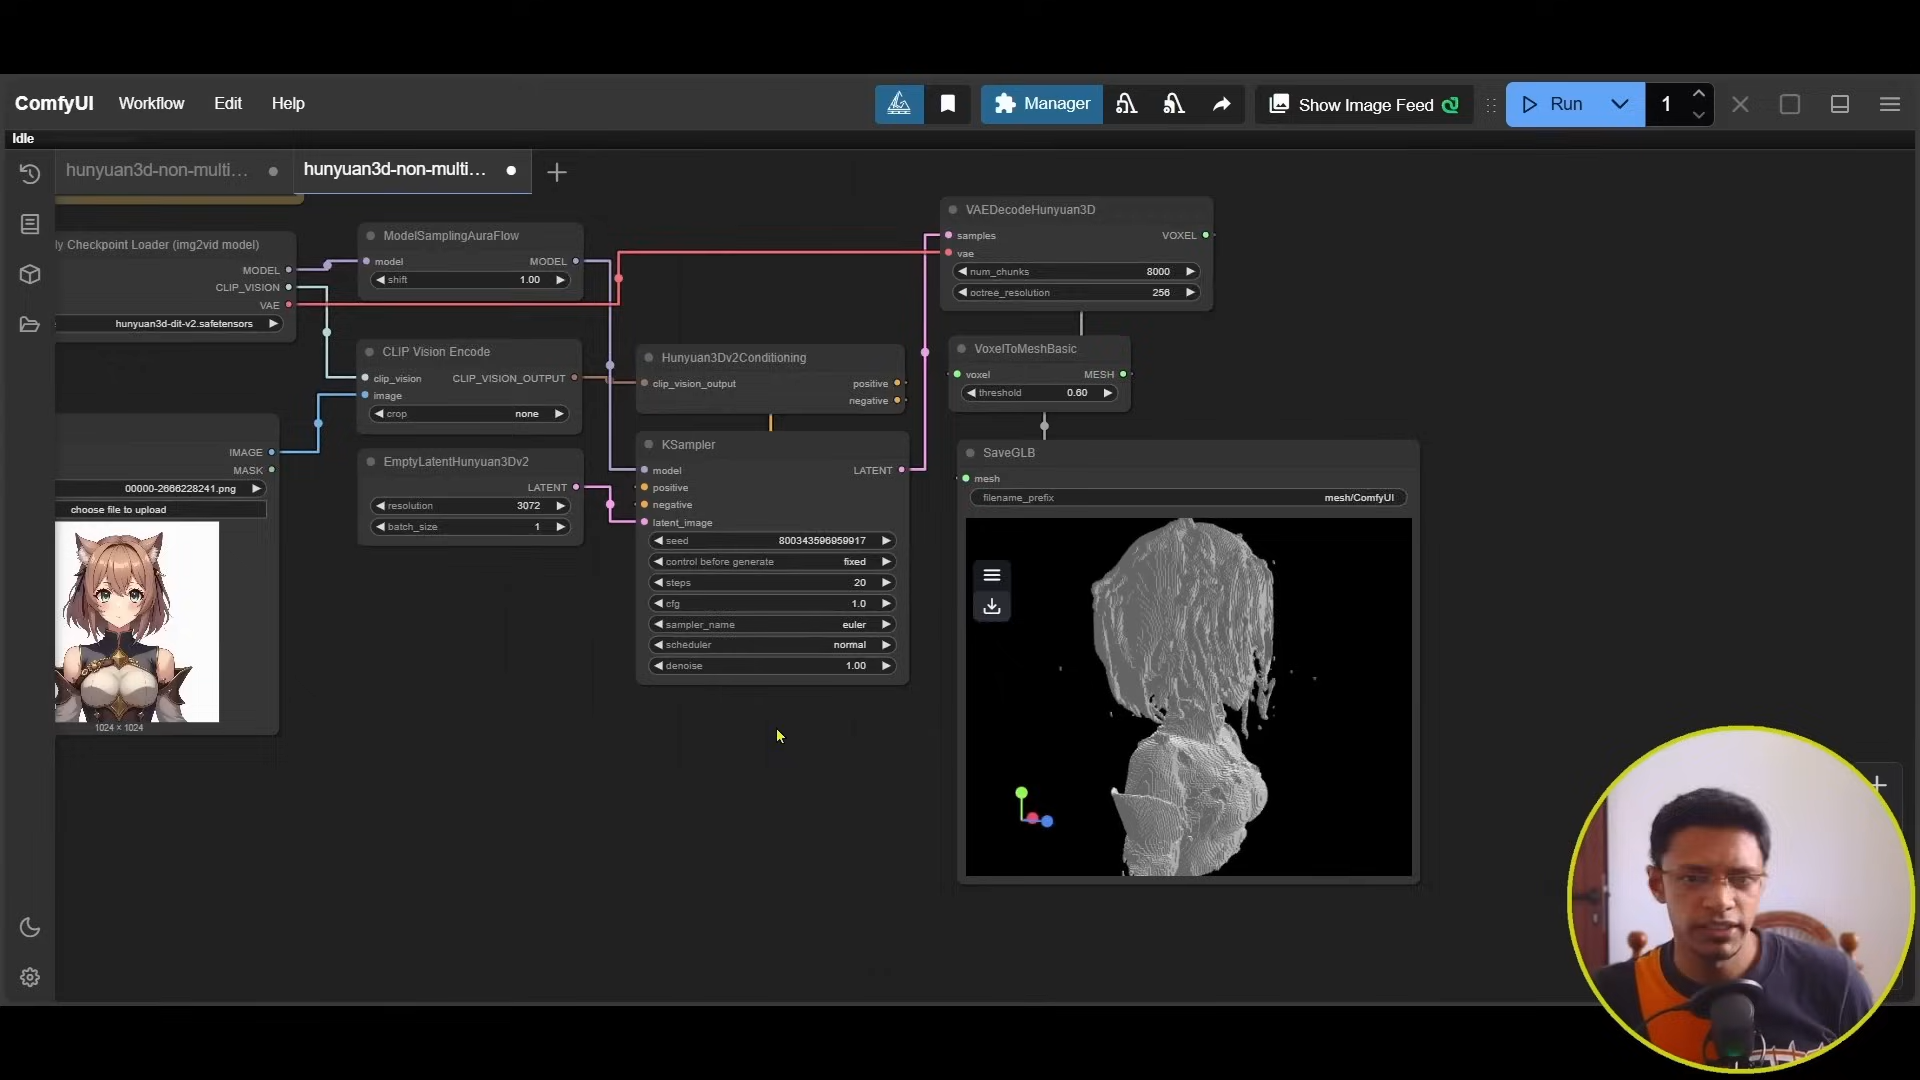 ComfyUI
Workflow
Edit
Help
Manager
Show Image Feed
Run
1
Idle
hunyuan3d-non-multi...
hunyuan3d-non-multi...
ly Checkpoint Loader (img2vid model)
MODEL
CLIP_VISION
VAE
hunyuan3d-dit-v2.safetensors
IMAGE
MASK
00000-2666228241.png
choose file to upload
1024 × 1024
ModelSamplingAuraFlow
model
MODEL
shift
1.00
CLIP Vision Encode
clip_vision
CLIP_VISION_OUTPUT
image
crop
none
EmptyLatentHunyuan3Dv2
LATENT
resolution
3072
batch_size
1
Hunyuan3Dv2Conditioning
clip_vision_output
positive
negative
KSampler
model
LATENT
positive
negative
latent_image
seed
800343596959917
control before generate
fixed
steps
20
cfg
1.0
sampler_name
euler
scheduler
normal
denoise
1.00
VAEDecodeHunyuan3D
samples
VOXEL
vae
num_chunks
8000
octree_resolution
256
VoxelToMeshBasic
voxel
MESH
threshold
0.60
SaveGLB
mesh
filename_prefix
mesh/ComfyUI